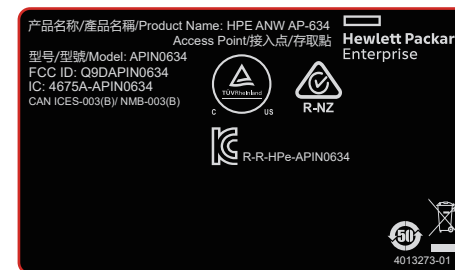 产品名称/產品名稱/Product Name: HPE ANW AP-634
Access Point/接入点/存取點
Hewlett Packar
Enterprise
型号/型號/Model: APIN0634
FCC ID: Q9DAPIN0634
IC: 4675A-APIN0634
CAN ICES-003(B)/ NMB-003(B)
TÜVRheinland
C US
R-NZ
R-R-HPe-APIN0634
50
4013273-01